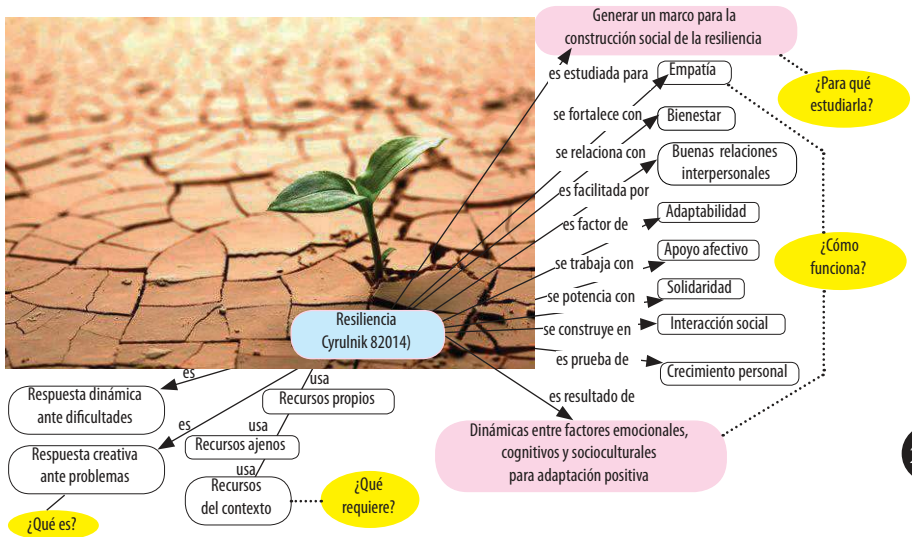 Generar un marco para la
construcción social de la resiliencia
es estudiada para
Empatía
¿Para qué
estudiarla?
se fortalece con
Bienestar
se relaciona con
Buenas relaciones
interpersonales
es facilitada por
es factor de
Adaptabilidad
se trabaja con
Apoyo afectivo
¿Cómo
funciona?
se potencia con
Solidaridad
se construye en
Interacción social
es prueba de
Crecimiento personal
es resultado de
Resiliencia
Cyrulnik 82014)
es
Respuesta dinámica
ante dificultades
es
Respuesta creativa
ante problemas
¿Qué es?
usa
Recursos propios
usa
Recursos ajenos
usa
Recursos
del contexto
¿Qué
requiere?
Dinámicas entre factores emocionales,
cognitivos y socioculturales
para adaptación positiva